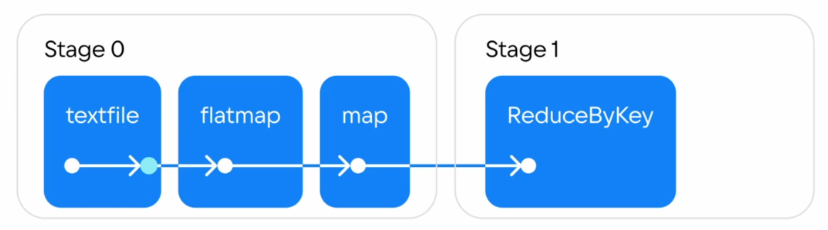 Stage 0
textfile
flatmap
map
Stage 1
ReduceByKey